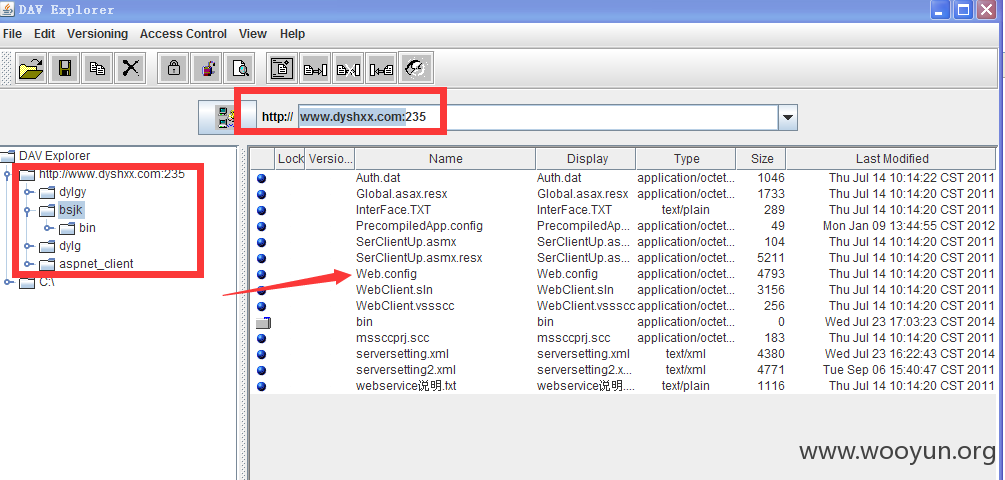 DAV Explorer
File Edit Versioning Access Control View Help
http:// www.dyshxx.com:235
DAV Explorer
http://www.dyshxx.com:235
dylgy
bsjk
bin
dylg
aspnet_client
C:\
Lock Versio... Name Display Type Size Last Modified
Auth.dat Auth.dat application/octet... 1046 Thu Jul 14 10:14:22 CST 2011
Global.asax.resx Global.asax.resx application/octet... 1733 Thu Jul 14 10:14:20 CST 2011
InterFace.TXT InterFace.TXT text/plain 289 Thu Jul 14 10:14:20 CST 2011
PrecompiledApp.config PrecompiledAp... application/octet... 49 Mon Jan 09 13:44:55 CST 2012
SerClientUp.asmx SerClientUp.as... application/octet... 104 Thu Jul 14 10:14:20 CST 2011
SerClientUp.asmx.resx SerClientUp.as... application/octet... 5211 Thu Jul 14 10:14:20 CST 2011
Web.config Web.config application/octet... 4793 Thu Jul 14 10:14:20 CST 2011
WebClient.sln WebClient.sln application/octet... 3156 Thu Jul 14 10:14:20 CST 2011
WebClient.vssscc WebClient.vssscc application/octet... 256 Thu Jul 14 10:14:20 CST 2011
bin bin application/octet... 0 Wed Jul 23 17:03:23 CST 2014
mssccprj.scc mssccprj.scc application/octet... 183 Thu Jul 14 10:14:20 CST 2011
serversetting.xml serversetting.xml text/xml 4380 Wed Jul 23 16:22:43 CST 2014
serversetting2.xml serversetting2.x... text/xml 4771 Tue Sep 06 15:40:47 CST 2011
webservice说明.txt webservice说明.... text/plain 1116 Thu Jul 14 10:14:20 CST 2011
www.wooyun.org